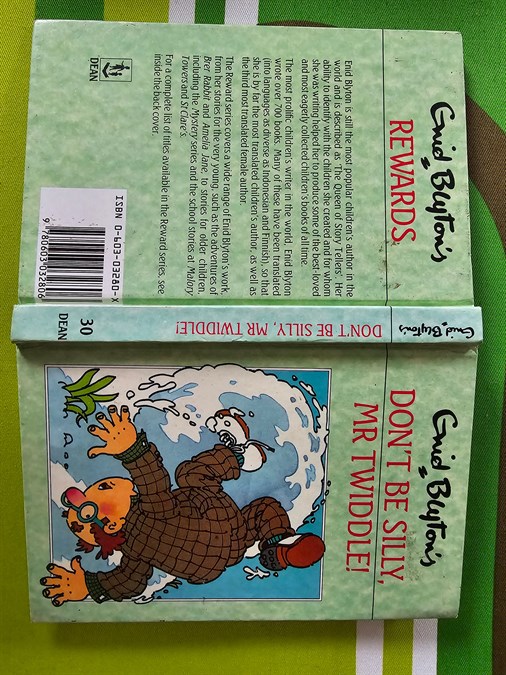 Enid Blyton's
REWARDS
Enid Blyton is still the most popular children's author in the
world and is described as 'The Queen of Story Tellers'. Her
ability to identify with the children she created and for whom
she was writing helped her to produce some of the best-loved
and most eagerly collected children's books of all time.
The most prolific children's writer in the world, Enid Blyton
wrote over 700 books. Many of these have been translated
(into languages as diverse as Indonesian and Finnish), so that
she is by far the most translated children's author, as well as
the third most translated female author.
The Reward series covers a wide range of Enid Blyton's work,
from her stories for the very young, such as the adventures of
Brer Rabbit and Amelia Jane, to stories for older children,
including the Mystery series and the school stories at Malory
Towers and St Clare's.
For a complete list of titles available in the Reward series, see
inside the back cover.
DEAN
ISBN 0-603-03280-X
9 780603 032806
Enid Blyton's
DON'T BE SILLY, MR TWIDDLE!
30
DEAN
Enid Blyton's
DON'T BE SILLY,
MR TWIDDLE!